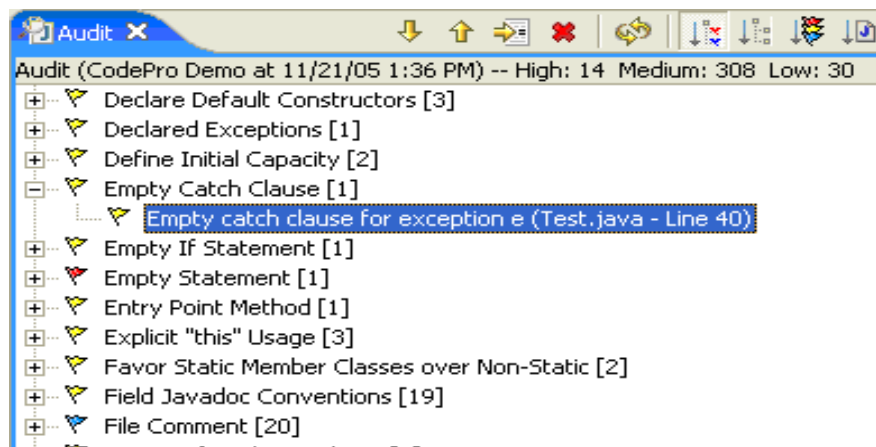 Audit
Audit (CodePro Demo at 11/21/05 1:36 PM) -- High: 14 Medium: 308 Low: 30
Declare Default Constructors [3]
Declared Exceptions [1]
Define Initial Capacity [2]
Empty Catch Clause [1]
Empty catch clause for exception e (Test.java - Line 40)
Empty If Statement [1]
Empty Statement [1]
Entry Point Method [1]
Explicit "this" Usage [3]
Favor Static Member Classes over Non-Static [2]
Field Javadoc Conventions [19]
File Comment [20]